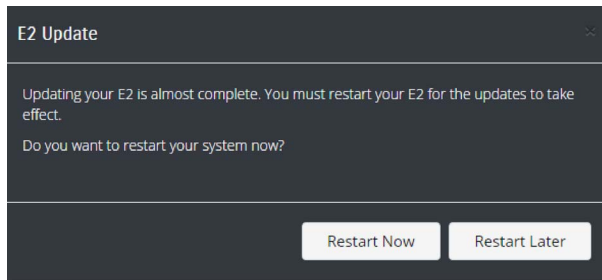 E2 Update
Updating your E2 is almost complete. You must restart your E2 for the updates to take
effect.
Do you want to restart your system now?
Restart Now
Restart Later